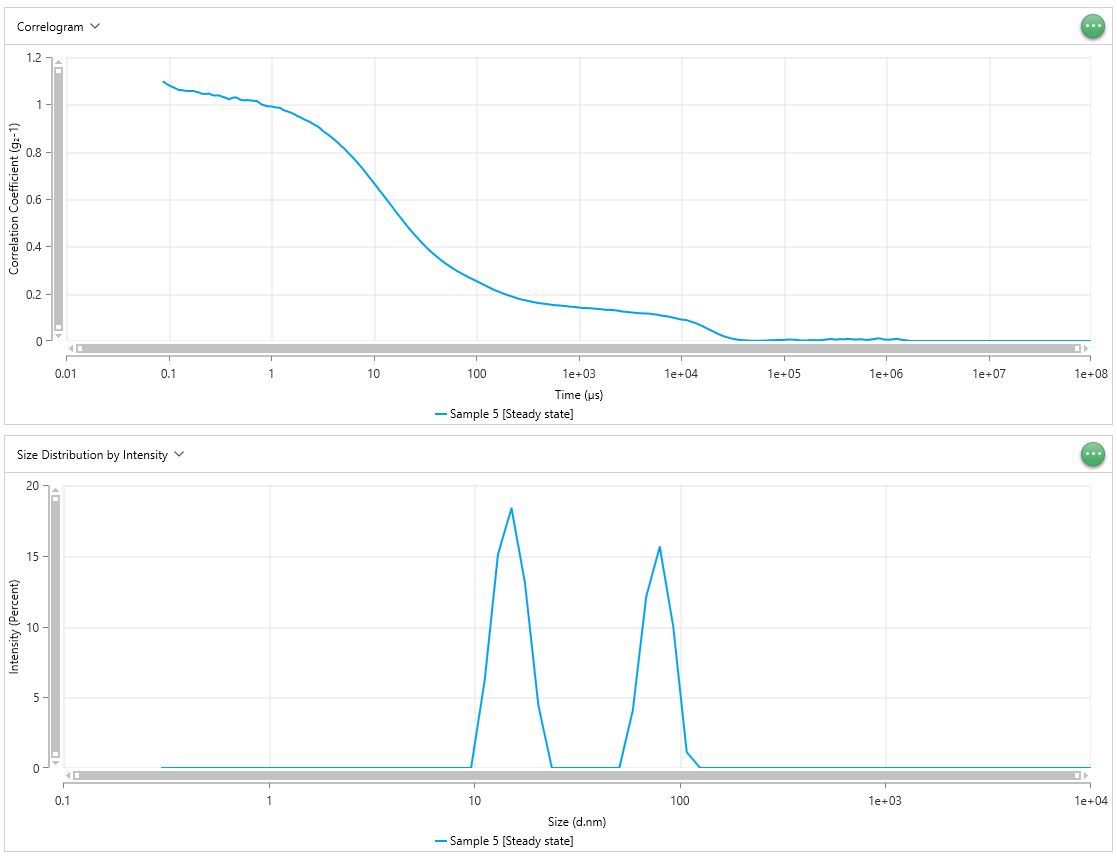 Correlogram
Correlation Coefficient (g₂-1)
1.2
1
0.8
0.6
0.4
0.2
0
0.01 0.1 1 10 100 1e+03 1e+04 1e+05 1e+06 1e+07 1e+08
Time (µs)
Sample 5 [Steady state]
Size Distribution by Intensity
Intensity (Percent)
20
15
10
5
0
0.1 1 10 100 1e+03 1e+04
Size (d.nm)
Sample 5 [Steady state]